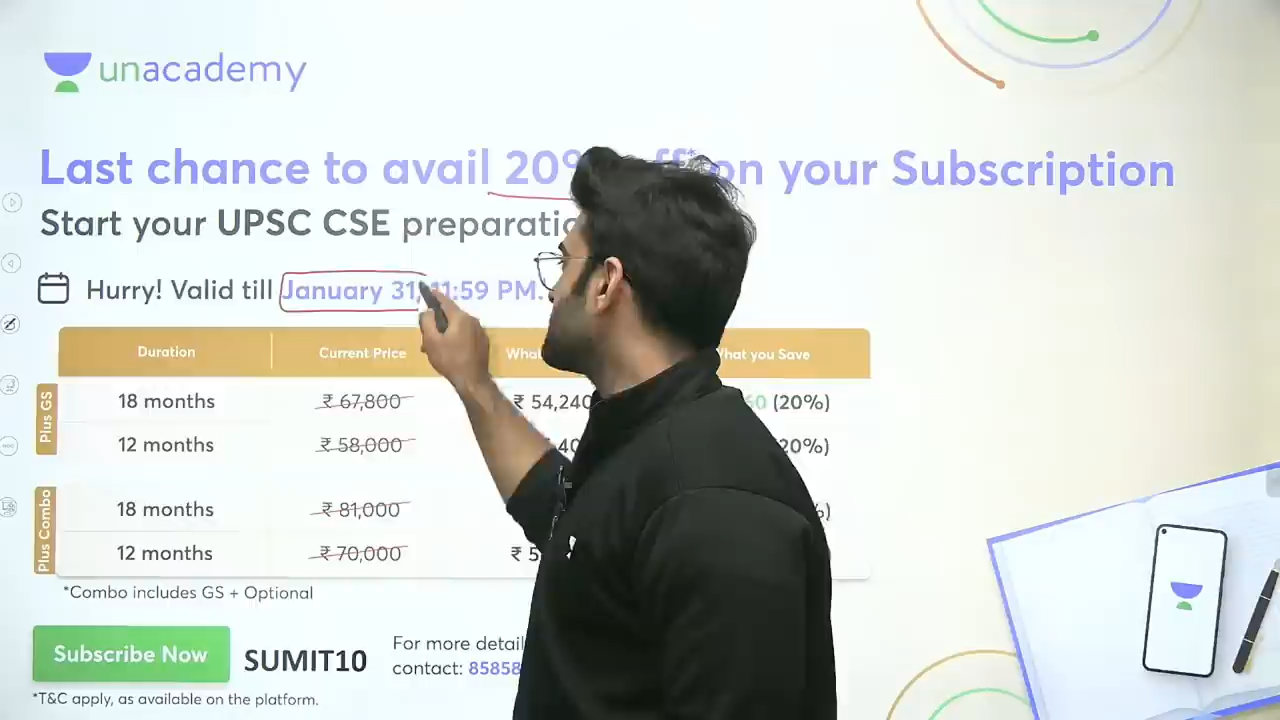 unacademy
Last chance to avail 20% on your Subscription
Start your UPSC CSE
Hurry! Valid till January 31, 11:59 PM.
Duration Current Price What you Save
Plus GS
18 months ₹ 67,800 ₹ 54,240 (20%)
12 months ₹ 58,000
Plus Combo
18 months ₹ 81,000
12 months ₹ 70,000
*Combo includes GS + Optional
Subscribe Now SUMIT10
For more
contact: 85858
*T&C apply, as available on the platform.